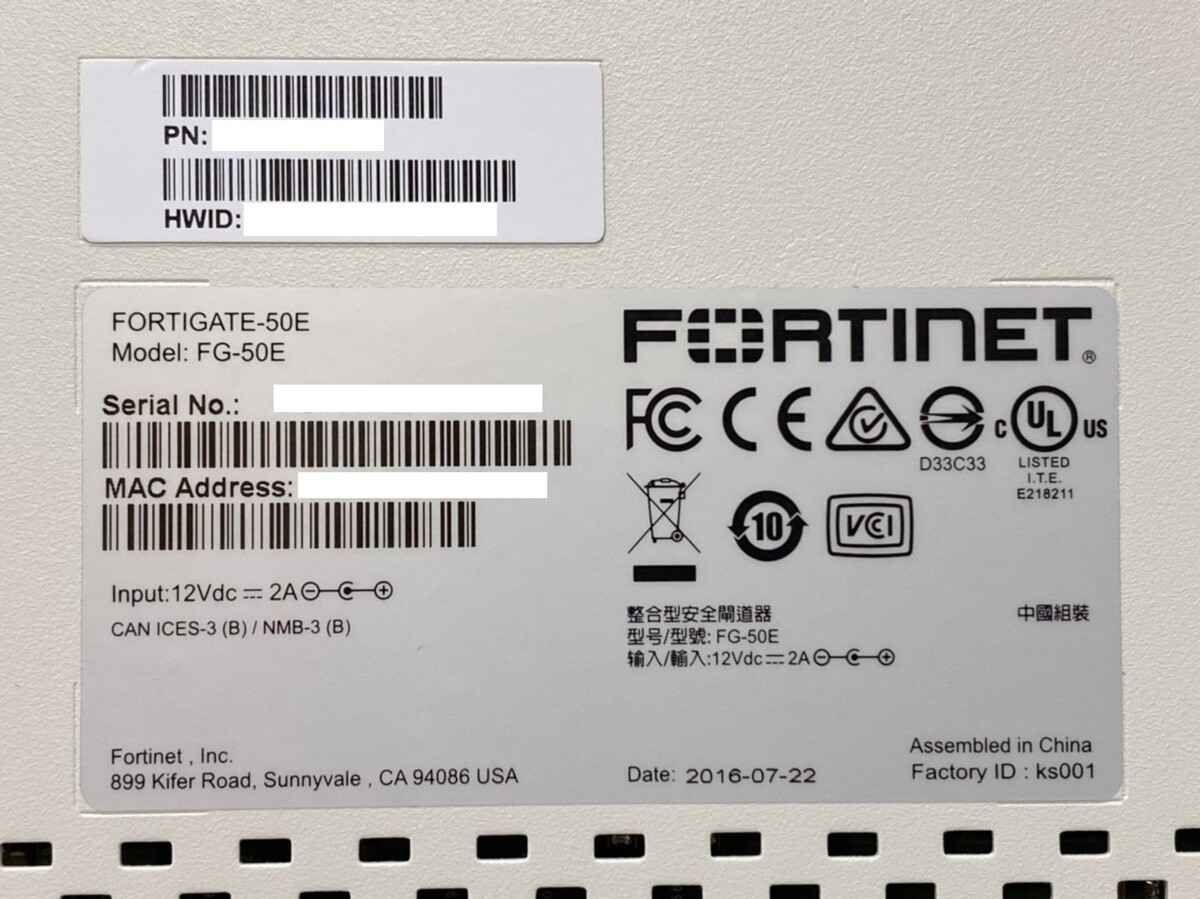 PN:
HWID:
FORTIGATE-50E
Model: FG-50E
Serial No.:
MAC Address:
Input:12Vdc ⎓ 2A
CAN ICES-3 (B) / NMB-3 (B)
Fortinet , Inc.
899 Kifer Road, Sunnyvale , CA 94086 USA
FORTINET®
FC CE
D33C33
C UL US
LISTED
I.T.E.
E218211
10
VCI
整合型安全閘道器
中國組裝
型号/型號: FG-50E
输入/輸入:12Vdc ⎓ 2A
Assembled in China
Date: 2016-07-22
Factory ID : ks001